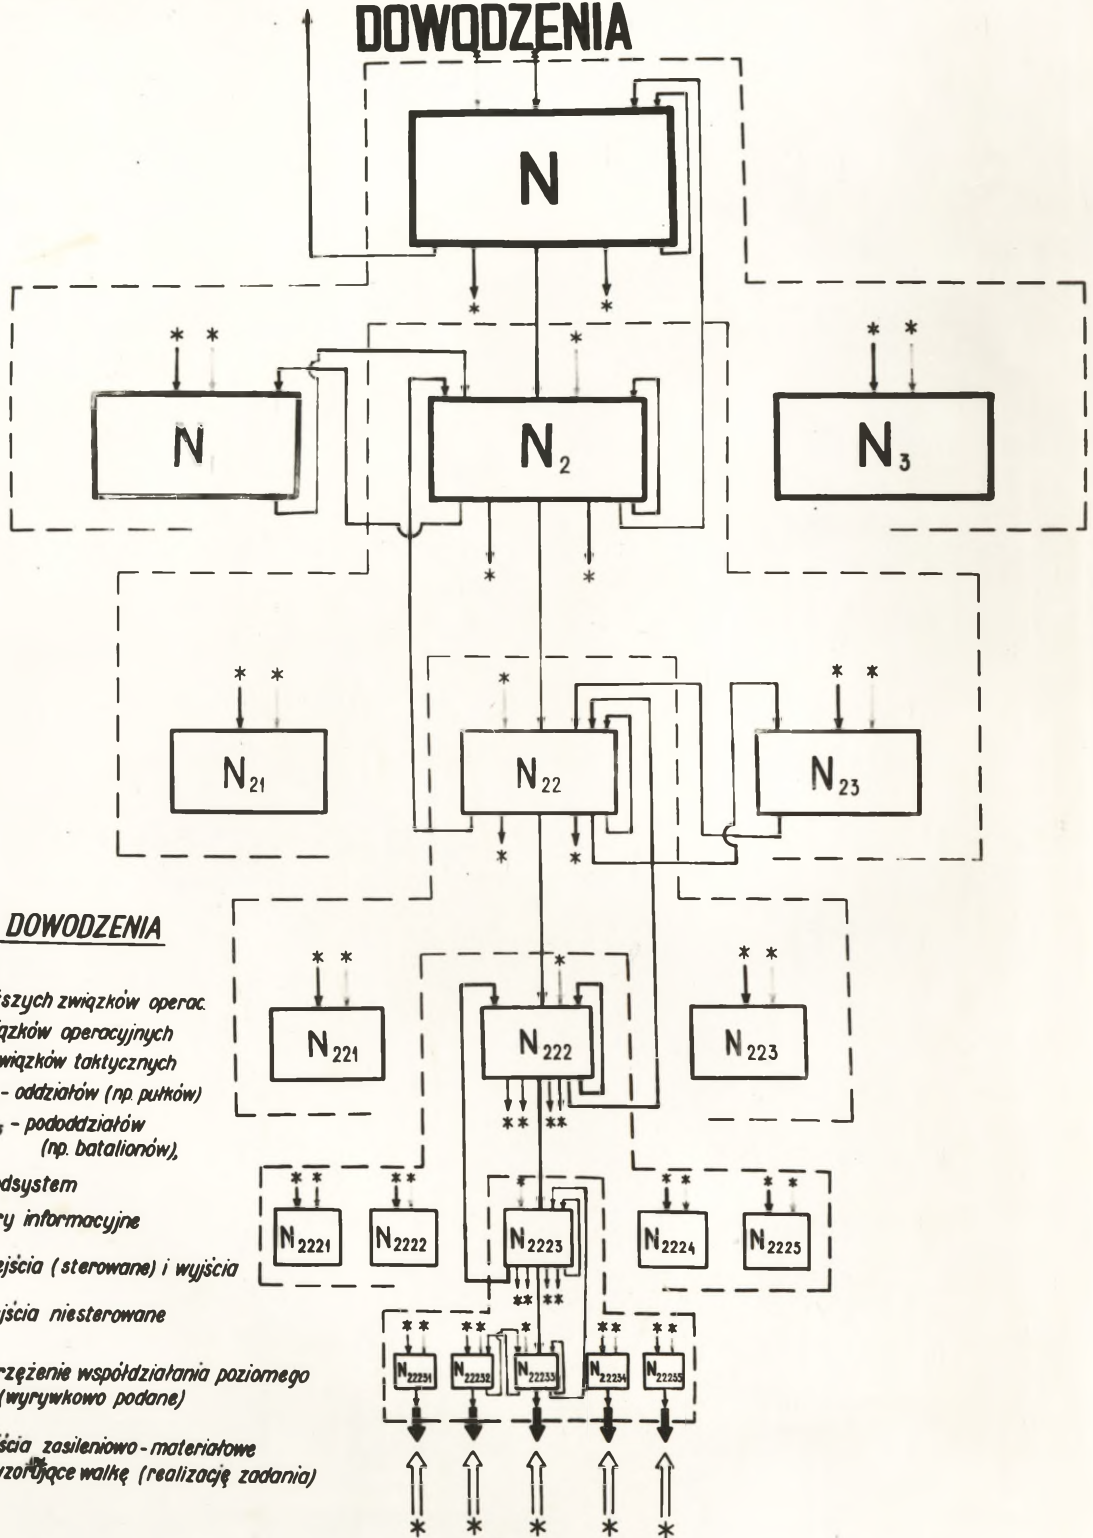 DOWODZENIA
N
N
N2
N3
N21
N22
N23
DOWODZENIA
szych związków operac.
ązków operacyjnych
wiązków taktycznych
- oddziałów (np. pułków)
- pododdziałów
(np. batalionów),
dsystem
ry informacyjne
ejścia (sterowane) i wyjścia
jścia niesterowane
rzężenie współdziałania poziomego
(wyrywkowo podane)
ścia zasileniowo-materiałowe
walkę (realizację zadania)
N221
N222
N223
N2221
N2222
N2223
N2224
N2225
N22231
N22232
N22233
N22234
N22235